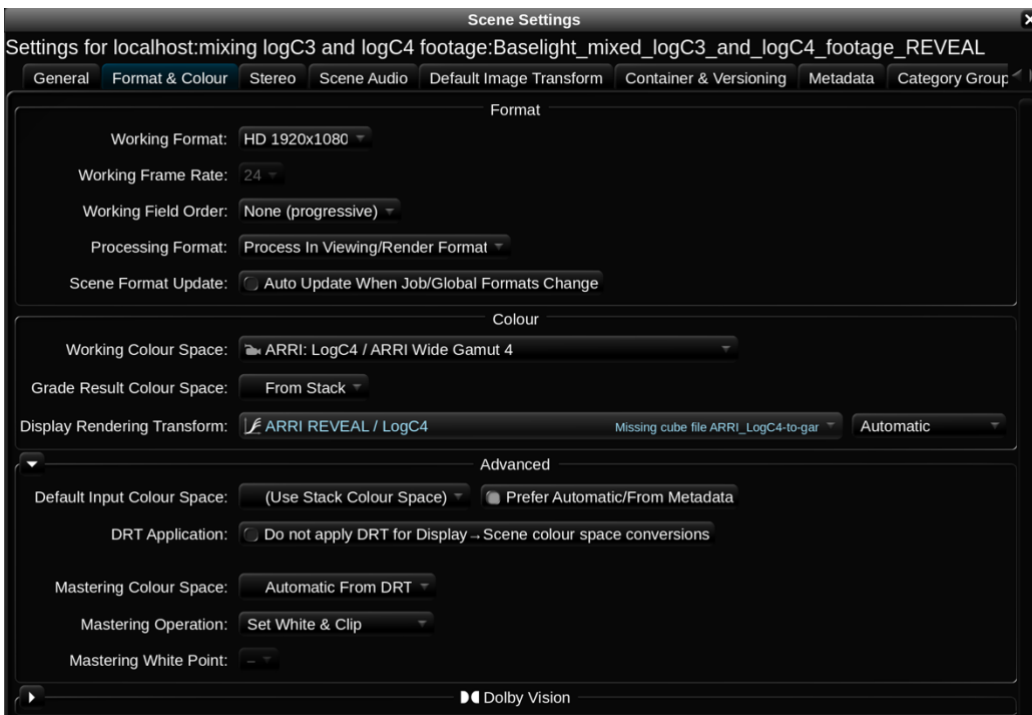 Scene Settings
Settings for localhost:mixing logC3 and logC4 footage:Baselight_mixed_logC3_and_logC4_footage_REVEAL
General Format & Colour Stereo Scene Audio Default Image Transform Container & Versioning Metadata Category Group
Format
Working Format: HD 1920x1080
Working Frame Rate: 24
Working Field Order: None (progressive)
Processing Format: Process In Viewing/Render Format
Scene Format Update: Auto Update When Job/Global Formats Change
Colour
Working Colour Space: ARRI: LogC4 / ARRI Wide Gamut 4
Grade Result Colour Space: From Stack
Display Rendering Transform: ARRI REVEAL / LogC4 Missing cube file ARRI_LogC4-to-gar Automatic
Advanced
Default Input Colour Space: (Use Stack Colour Space) Prefer Automatic/From Metadata
DRT Application: Do not apply DRT for Display→Scene colour space conversions
Mastering Colour Space: Automatic From DRT
Mastering Operation: Set White & Clip
Mastering White Point: –
Dolby Vision